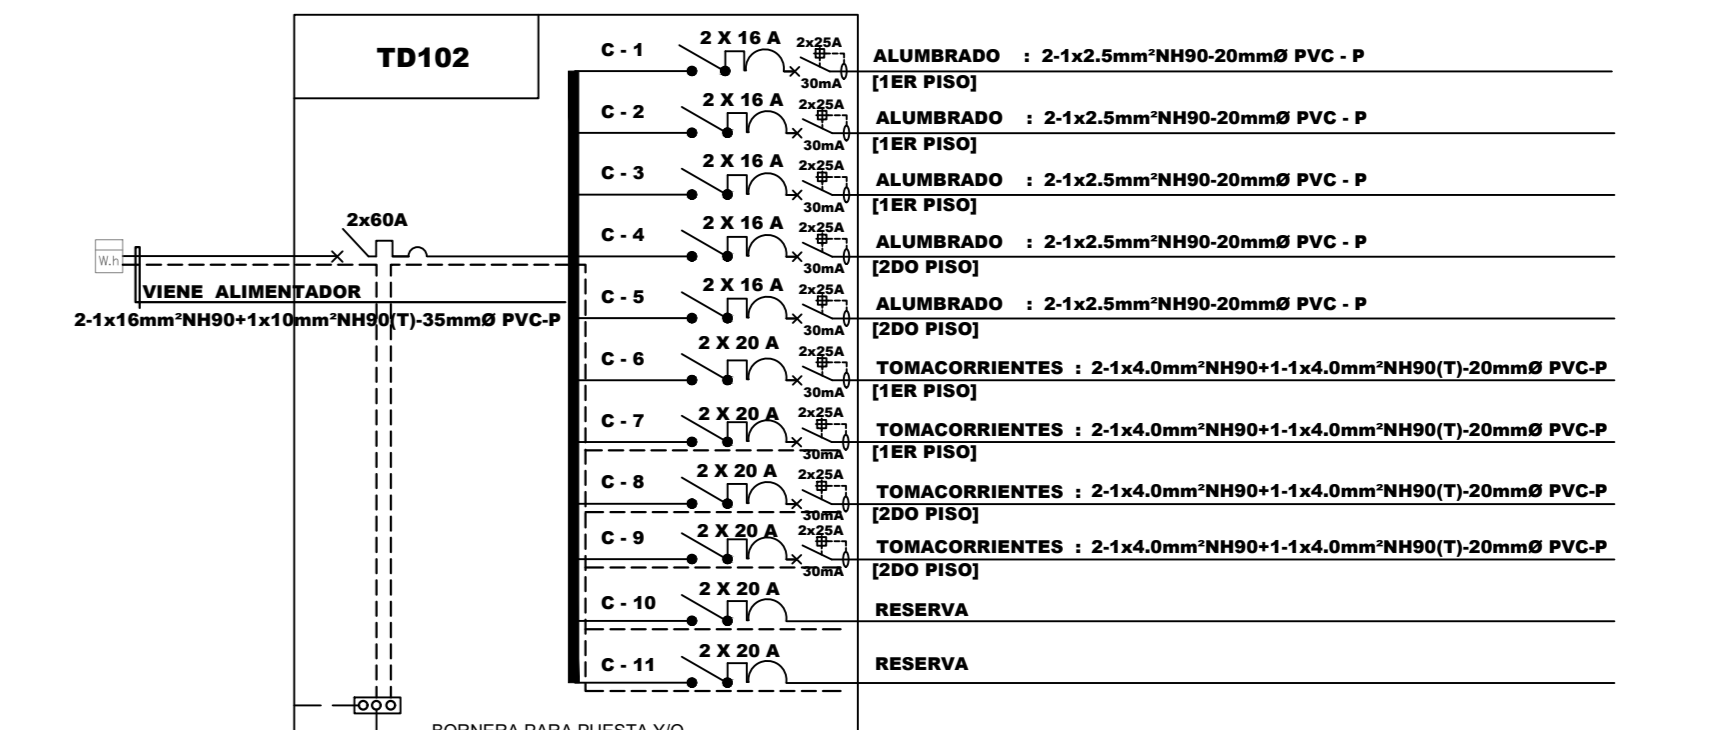 TD102
C - 1
2 X 16 A
2x25A
30mA
ALUMBRADO : 2-1x2.5mm²NH90-20mmØ PVC - P
[1ER PISO]
C - 2
2 X 16 A
2x25A
30mA
ALUMBRADO : 2-1x2.5mm²NH90-20mmØ PVC - P
[1ER PISO]
C - 3
2 X 16 A
2x25A
30mA
ALUMBRADO : 2-1x2.5mm²NH90-20mmØ PVC - P
[1ER PISO]
2x60A
W.h
VIENE ALIMENTADOR
2-1x16mm²NH90+1x10mm²NH90(T)-35mmØ PVC-P
C - 4
2 X 16 A
2x25A
30mA
ALUMBRADO : 2-1x2.5mm²NH90-20mmØ PVC - P
[2DO PISO]
C - 5
2 X 16 A
2x25A
30mA
ALUMBRADO : 2-1x2.5mm²NH90-20mmØ PVC - P
[2DO PISO]
C - 6
2 X 20 A
2x25A
30mA
TOMACORRIENTES : 2-1x4.0mm²NH90+1-1x4.0mm²NH90(T)-20mmØ PVC-P
[1ER PISO]
C - 7
2 X 20 A
2x25A
30mA
TOMACORRIENTES : 2-1x4.0mm²NH90+1-1x4.0mm²NH90(T)-20mmØ PVC-P
[1ER PISO]
C - 8
2 X 20 A
2x25A
30mA
TOMACORRIENTES : 2-1x4.0mm²NH90+1-1x4.0mm²NH90(T)-20mmØ PVC-P
[2DO PISO]
C - 9
2 X 20 A
2x25A
30mA
TOMACORRIENTES : 2-1x4.0mm²NH90+1-1x4.0mm²NH90(T)-20mmØ PVC-P
[2DO PISO]
C - 10
2 X 20 A
RESERVA
C - 11
2 X 20 A
RESERVA
BORNERA PARA PUESTA Y/O